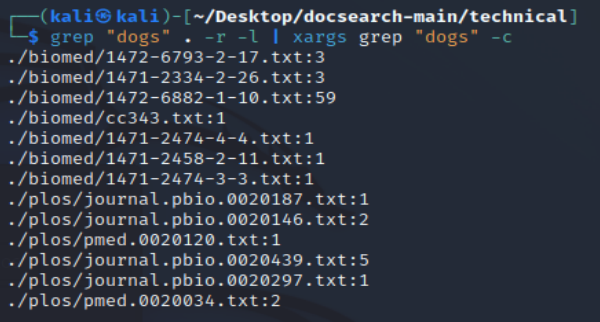 ┌──(kali㉿kali)-[~/Desktop/docsearch-main/technical]
└─$ grep "dogs" . -r -l | xargs grep "dogs" -c
./biomed/1472-6793-2-17.txt:3
./biomed/1471-2334-2-26.txt:3
./biomed/1472-6882-1-10.txt:59
./biomed/cc343.txt:1
./biomed/1471-2474-4-4.txt:1
./biomed/1471-2458-2-11.txt:1
./biomed/1471-2474-3-3.txt:1
./plos/journal.pbio.0020187.txt:1
./plos/journal.pbio.0020146.txt:2
./plos/pmed.0020120.txt:1
./plos/journal.pbio.0020439.txt:5
./plos/journal.pbio.0020297.txt:1
./plos/pmed.0020034.txt:2